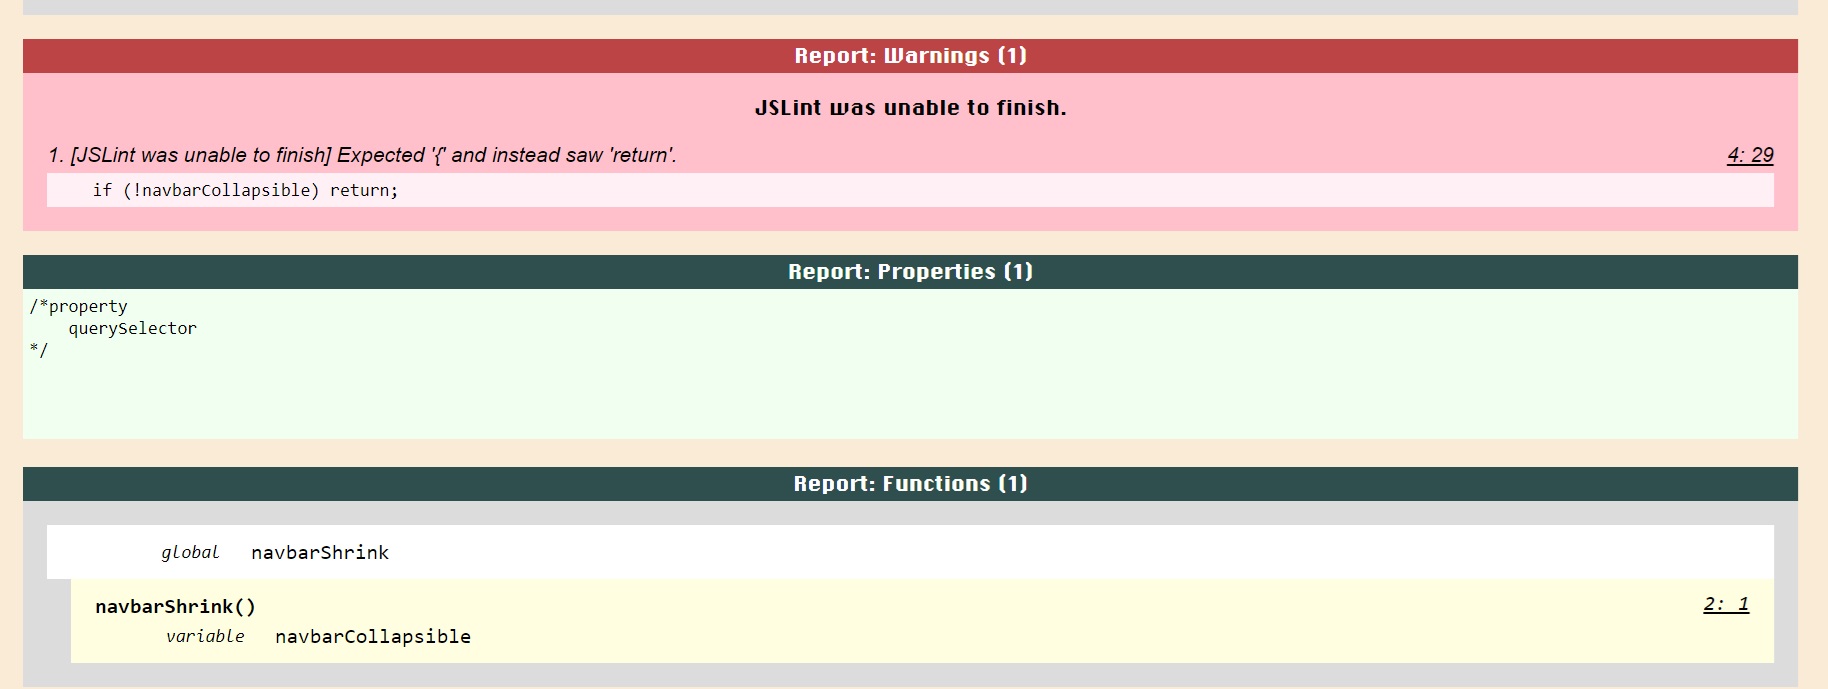 Report: Warnings (1)
JSLint was unable to finish.
1. [JSLint was unable to finish] Expected '{' and instead saw 'return'. 4: 29
if (!navbarCollapsible) return;
Report: Properties (1)
/*property
querySelector
*/
Report: Functions (1)
global navbarShrink
navbarShrink() 2: 1
variable navbarCollapsible